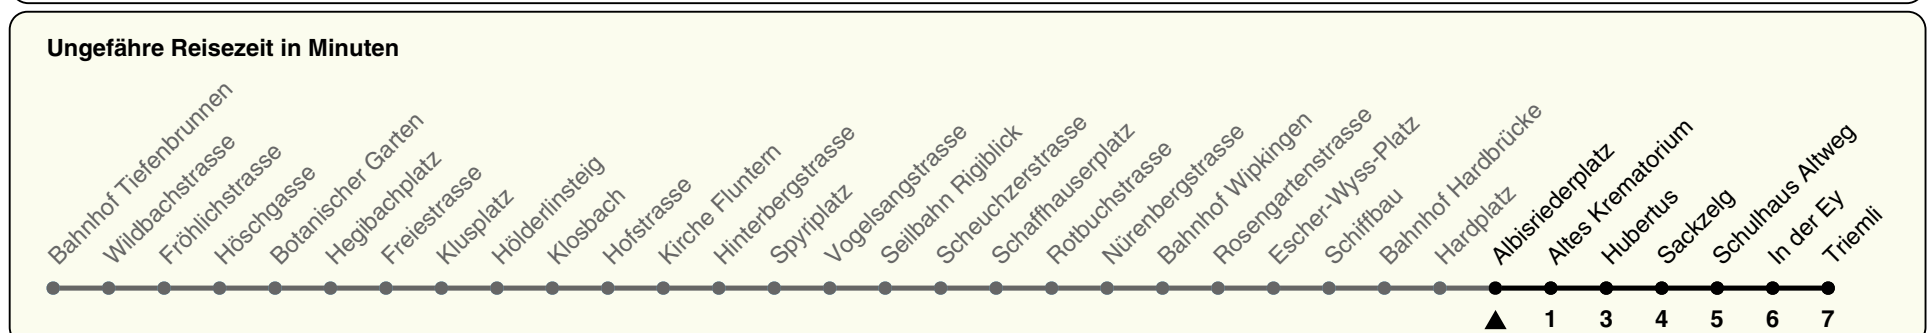 Ungefähre Reisezeit in Minuten
Bahnhof Tiefenbrunnen
Wildbachstrasse
Fröhlichstrasse
Höschgasse
Botanischer Garten
Hegibachplatz
Freiestrasse
Klusplatz
Hölderlinsteig
Klosbach
Hofstrasse
Kirche Fluntern
Hinterbergstrasse
Spyriplatz
Vogelsangstrasse
Seilbahn Rigiblick
Scheuchzerstrasse
Schaffhauserplatz
Rotbuchstrasse
Nürenbergstrasse
Bahnhof Wipkingen
Rosengartenstrasse
Escher-Wyss-Platz
Schiffbau
Bahnhof Hardbrücke
Hardplatz
Albisriederplatz
Altes Krematorium
Hubertus
Sackzelg
Schulhaus Altweg
In der Ey
Triemli
1 3 4 5 6 7